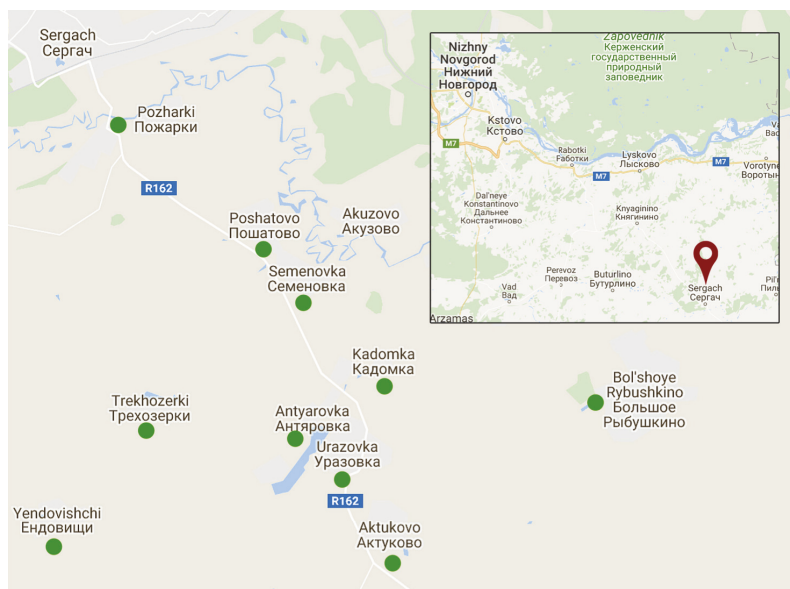 Sergach
Сергач
Pozharki
Пожарки
R162
Poshatovo
Пошатово
Akuzovo
Акузово
Semenovka
Семеновка
Kadomka
Кадомка
Trekhozerki
Трехозерки
Antyarovka
Антяровка
Urazovka
Уразовка
R162
Yendovishchi
Ендовищи
Aktukovo
Актуково
Bol'shoye
Rybushkino
Большое
Рыбушкино
Zapovednik
Керженский
государственный
природный
заповедник
Nizhny
Novgorod
Нижний
Новгород
Kstovo
Кстово
M7
Rabotki
Работки
M7
Lyskovo
Лысково
M7
Vorotyn
Воротын
Dal'neye
Konstantinovo
Дальнее
Константиново
Knyaginino
Княгинино
Perevoz
Перевоз
Buturlino
Бутурлино
Vad
Вад
Sergach
Сергач
Arzamas